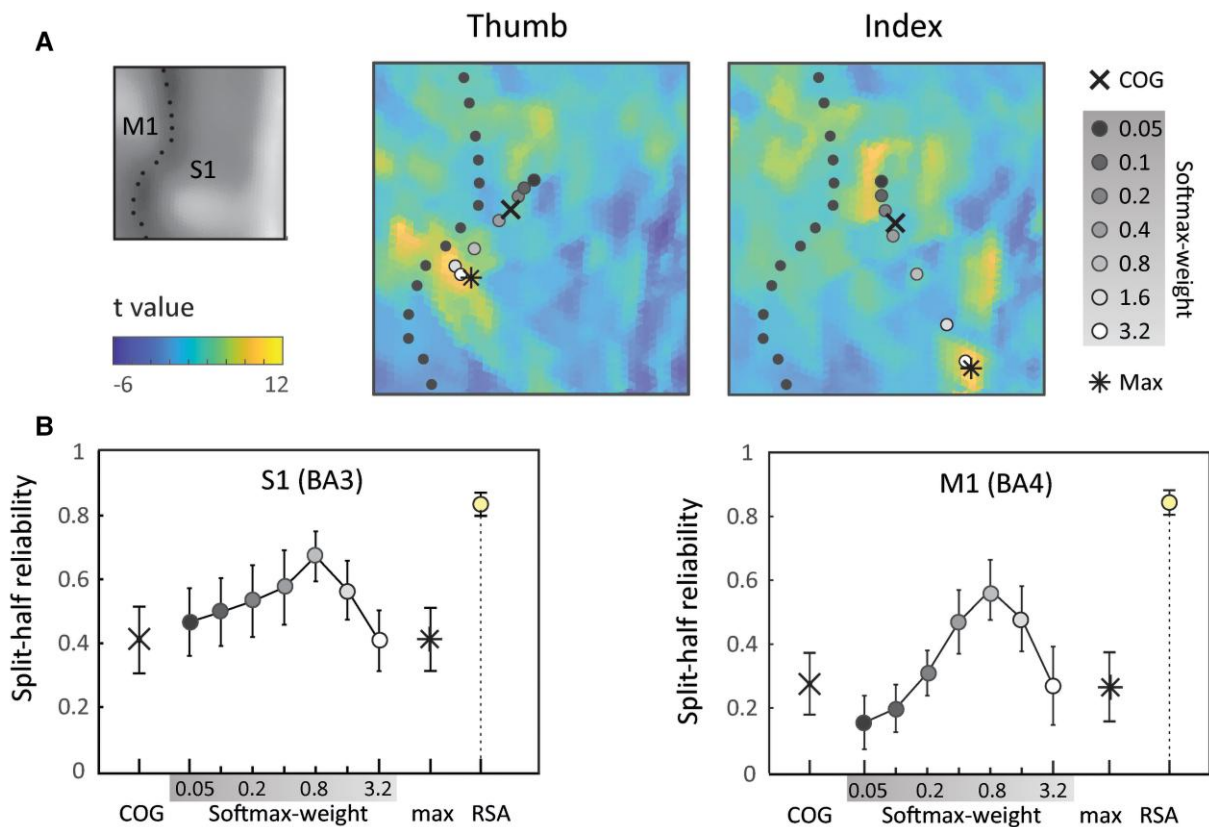 A
Thumb
Index
M1
S1
t value
-6
12
COG
0.05
0.1
0.2
0.4
0.8
1.6
3.2
Softmax-weight
Max
B
S1 (BA3)
Split-half reliability
1
0.8
0.6
0.4
0.2
0
0.05
0.2
0.8
3.2
COG
Softmax-weight
max
RSA
M1 (BA4)
Split-half reliability
1
0.8
0.6
0.4
0.2
0
0.05
0.2
0.8
3.2
COG
Softmax-weight
max
RSA